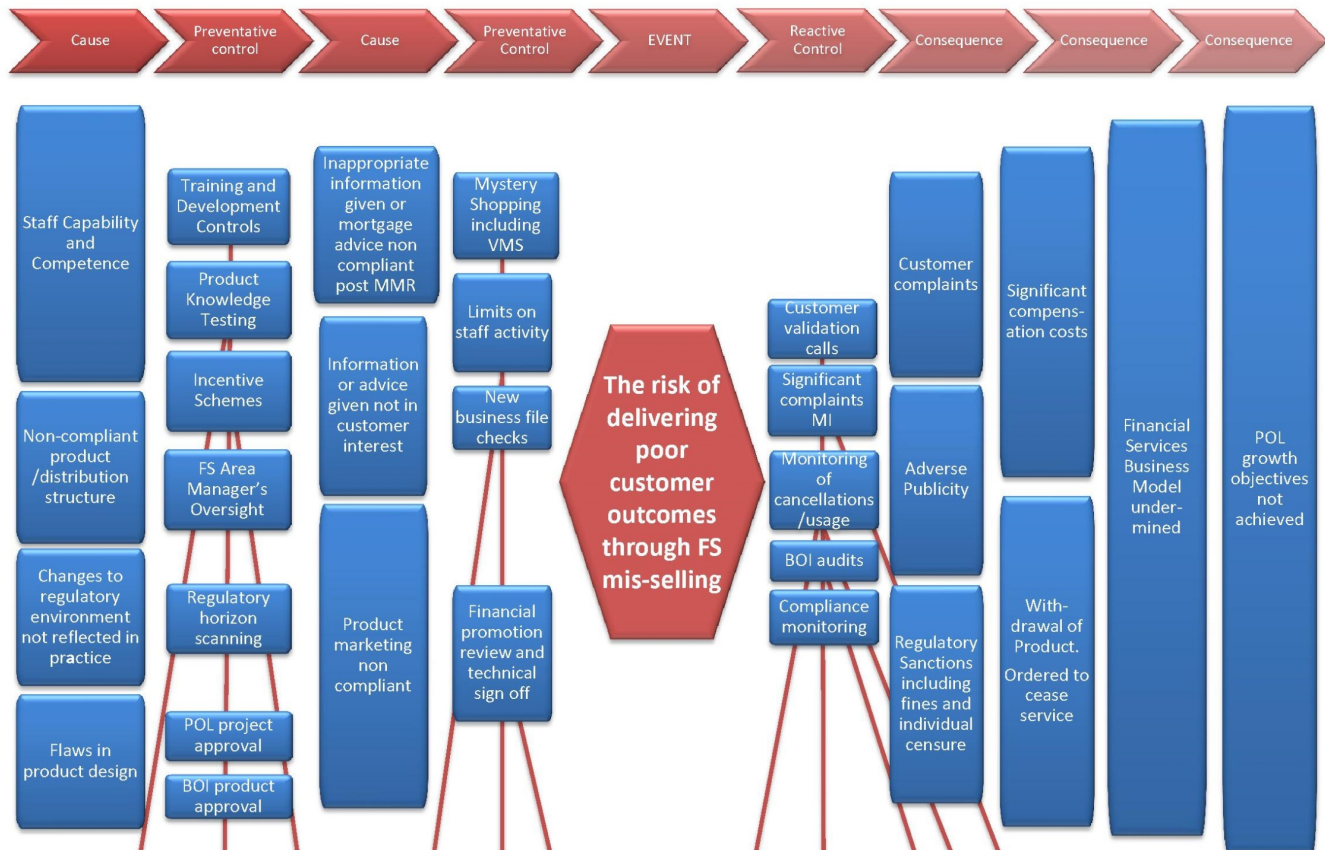 Cause
Preventative
control
Cause
Preventative
Control
EVENT
Reactive
Control
Consequence
Consequence
Consequence
Staff Capability
and
Competence
Non-compliant
product
/distribution
structure
Changes to
regulatory
environment
not reflected in
practice
Flaws in
product design
Training and
Development
Controls
Product
Knowledge
Testing
Incentive
Schemes
FS Area
Manager's
Oversight
Regulatory
horizon
scanning
POL project
approval
BOI product
approval
Inappropriate
information
given or
mortgage
advice non
compliant
post MMR
Information
or advice
given not in
customer
interest
Product
marketing
non
compliant
Mystery
Shopping
including
VMS
Limits on
staff activity
New
business file
checks
Financial
promotion
review and
technical
sign off
The risk of
delivering
poor
customer
outcomes
through FS
mis-selling
Customer
validation
calls
Significant
complaints
MI
Monitoring
of
cancellations
/usage
BOI audits
Compliance
monitoring
Customer
complaints
Adverse
Publicity
Regulatory
Sanctions
including
fines and
individual
censure
Significant
compens-
ation costs
With-
drawal of
Product.
Ordered to
cease
service
Financial
Services
Business
Model
under-
mined
POL
growth
objectives
not
achieved